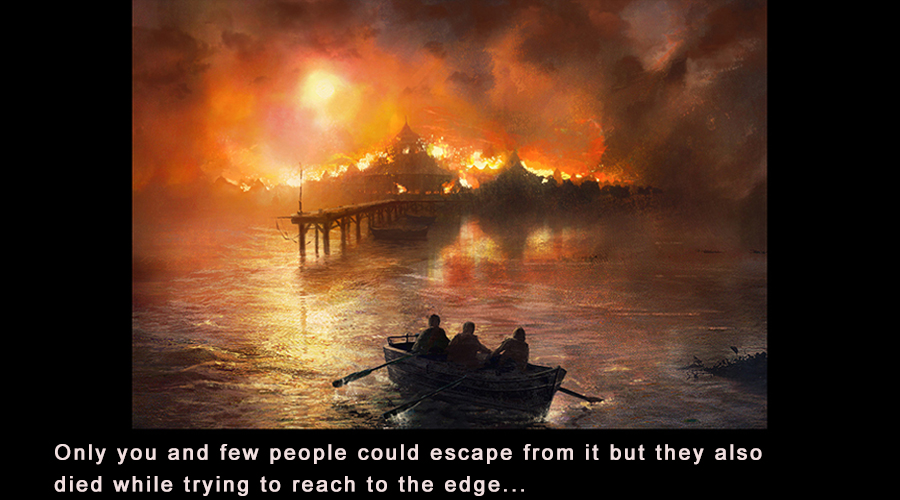 Only you and few people could escape from it but they also
died while trying to reach to the edge...